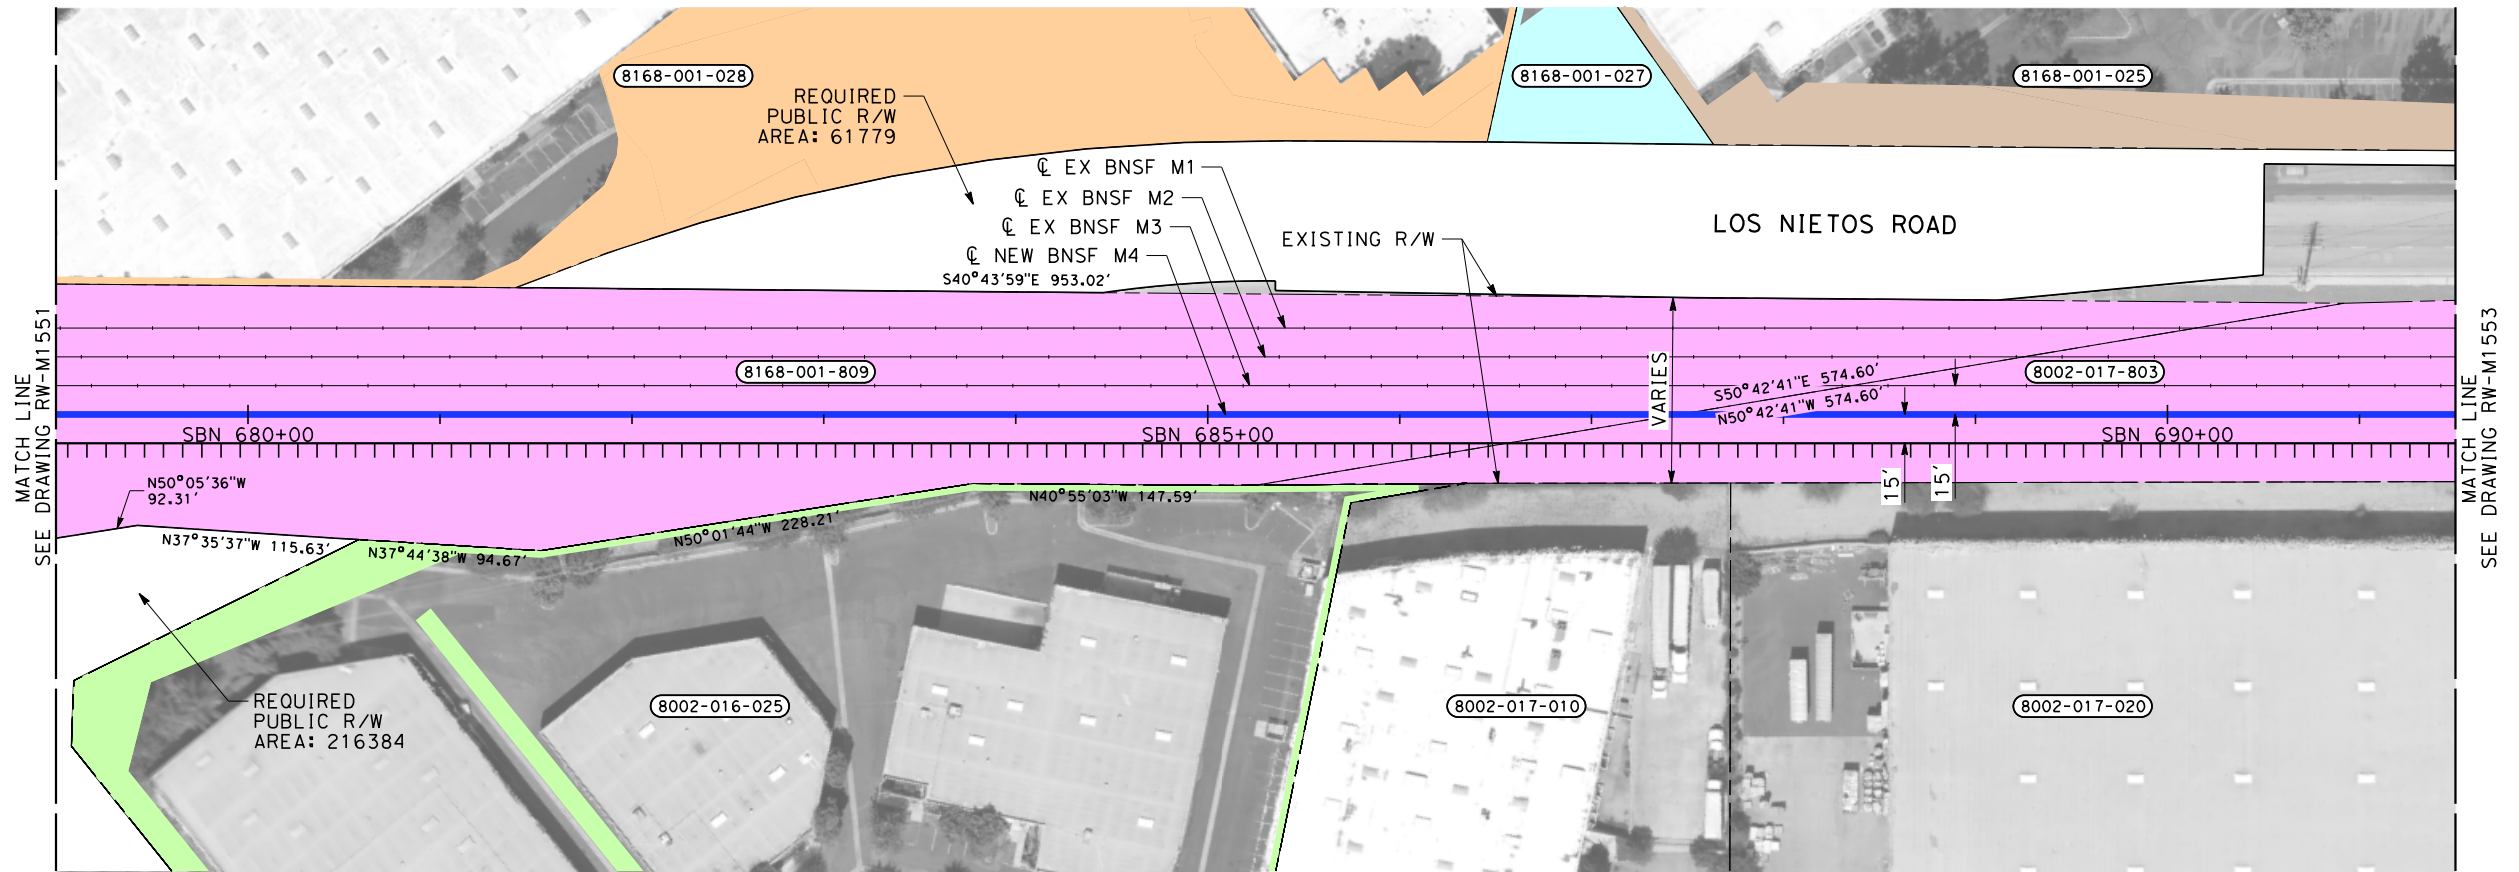 8168-001-028
8168-001-027
8168-001-025
REQUIRED
PUBLIC R/W
AREA: 61779
℄ EX BNSF M1
℄ EX BNSF M2
℄ EX BNSF M3
℄ NEW BNSF M4
EXISTING R/W
LOS NIETOS ROAD
S40°43'59"E 953.02'
MATCH LINE
SEE DRAWING RW-M1551
8168-001-809
VARIES
S50°42'41"E 574.60'
N50°42'41"W 574.60'
8002-017-803
MATCH LINE
SEE DRAWING RW-M1553
SBN 680+00
SBN 685+00
SBN 690+00
15'
15'
N50°05'36"W
92.31'
N37°35'37"W 115.63'
N37°44'38"W 94.67'
N50°01'44"W 228.21'
N40°55'03"W 147.59'
REQUIRED
PUBLIC R/W
AREA: 216384
8002-016-025
8002-017-010
8002-017-020